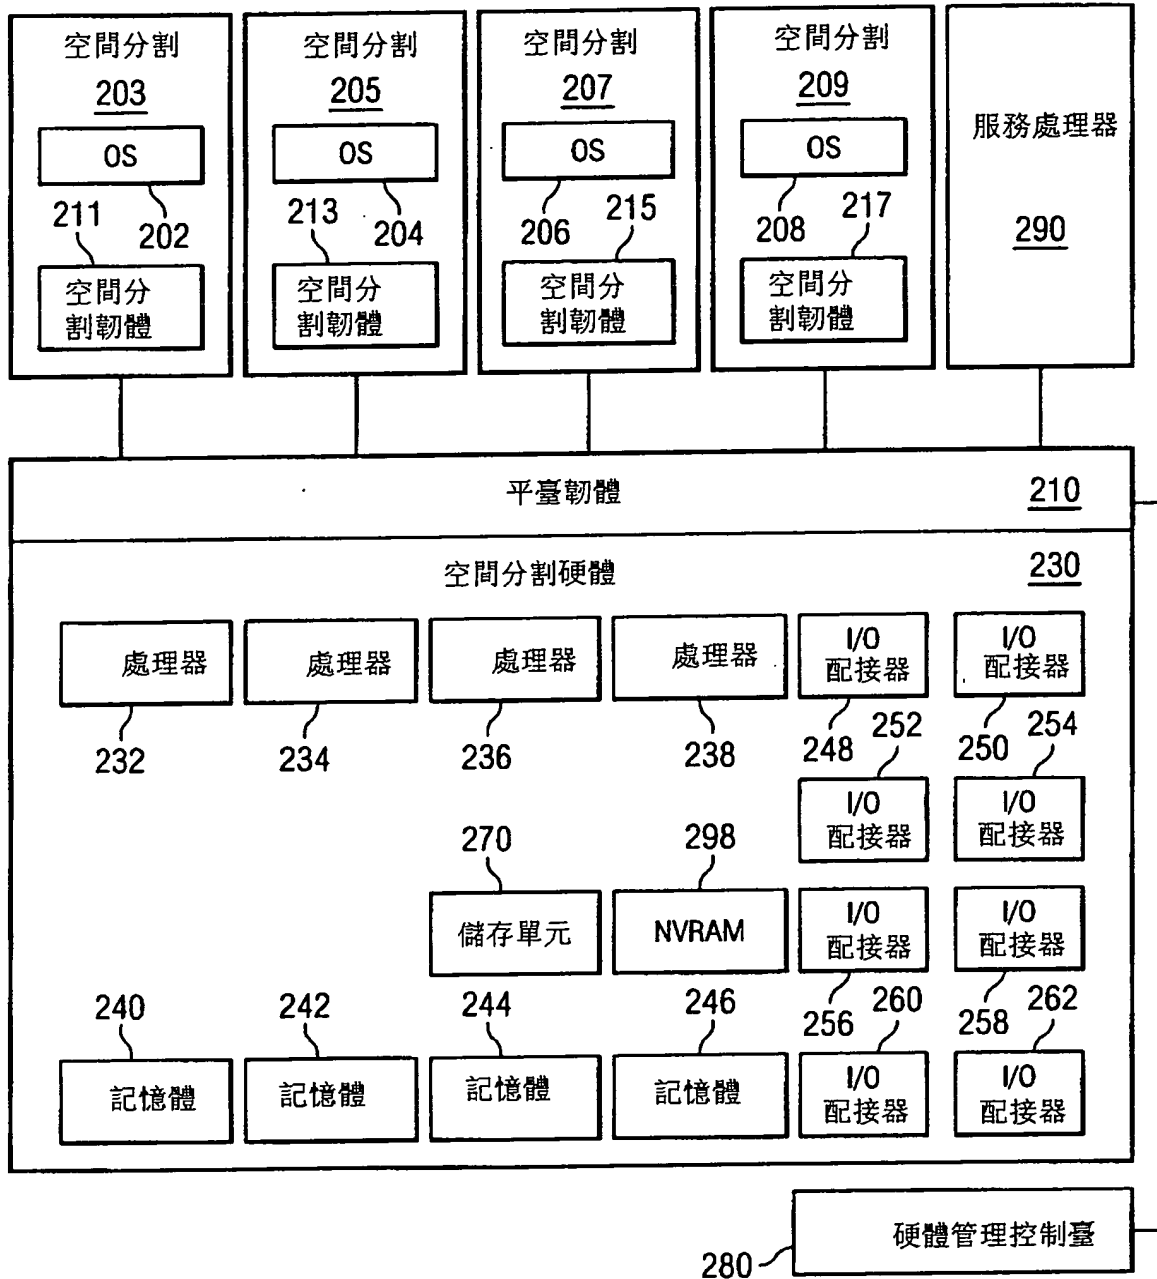 空間分割
203
OS
202
211
空間分
割韌體
空間分割
205
OS
204
213
空間分
割韌體
空間分割
207
OS
206
215
空間分
割韌體
空間分割
209
OS
208
217
空間分
割韌體
服務處理器
290
平臺韌體
210
空間分割硬體
230
處理器
232
處理器
234
處理器
236
處理器
238
I/O
配接器
248
I/O
配接器
250
252
I/O
配接器
254
I/O
配接器
270
儲存單元
298
NVRAM
I/O
配接器
256
I/O
配接器
258
240
記憶體
242
記憶體
244
記憶體
246
記憶體
260
I/O
配接器
262
I/O
配接器
硬體管理控制臺
280